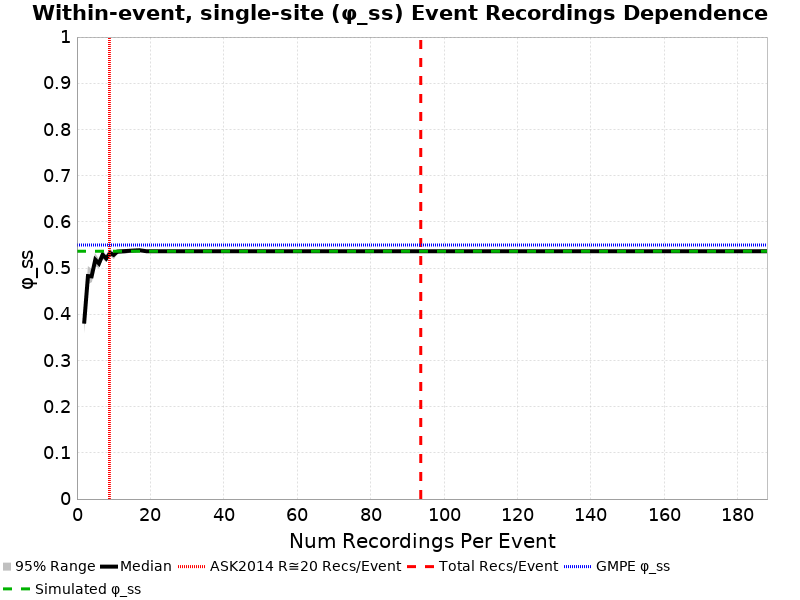 Within-event, single-site (φ_ss) Event Recordings Dependence
1
0.9
0.8
0.7
0.6
0.5
0.4
0.3
0.2
0.1
0
φ_ss
0 20 40 60 80 100 120 140 160 180
Num Recordings Per Event
95% Range Median ASK2014 R≅20 Recs/Event Total Recs/Event GMPE φ_ss
Simulated φ_ss